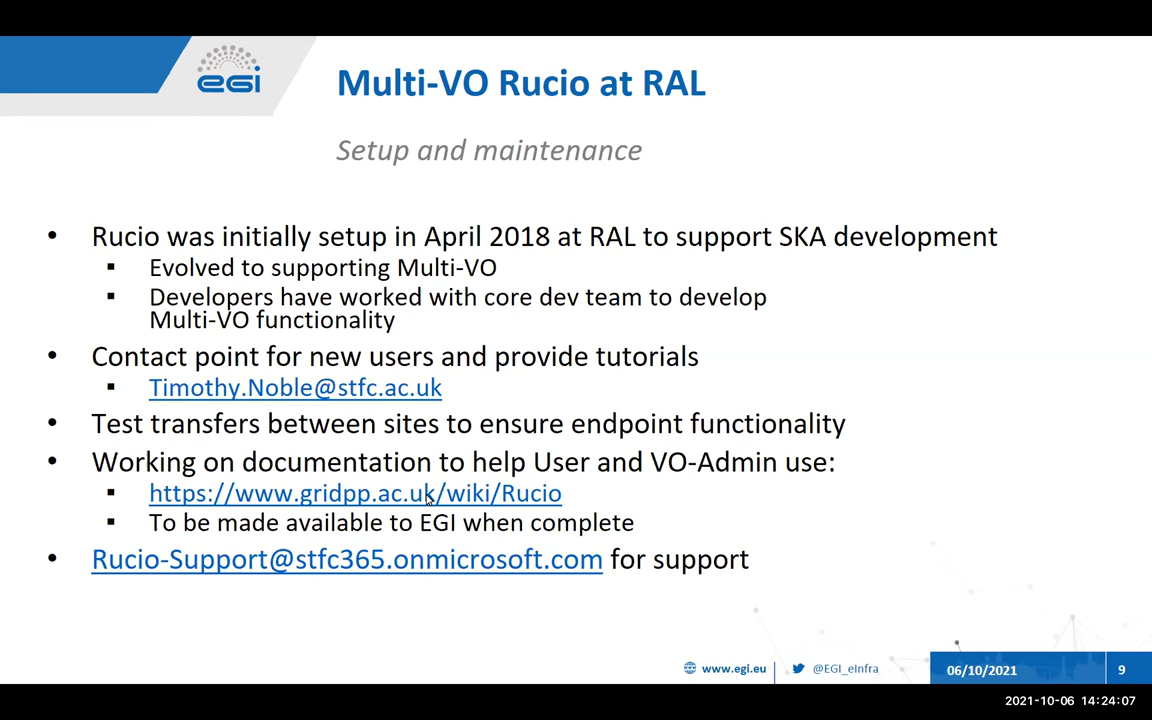 egi
Multi-VO Rucio at RAL
Setup and maintenance
• Rucio was initially setup in April 2018 at RAL to support SKA development
▪ Evolved to supporting Multi-VO
▪ Developers have worked with core dev team to develop
Multi-VO functionality
• Contact point for new users and provide tutorials
▪ Timothy.Noble@stfc.ac.uk
• Test transfers between sites to ensure endpoint functionality
• Working on documentation to help User and VO-Admin use:
▪ https://www.gridpp.ac.uk/wiki/Rucio
▪ To be made available to EGI when complete
• Rucio-Support@stfc365.onmicrosoft.com for support
www.egi.eu | @EGI_eInfra 06/10/2021 9
2021-10-06 14:24:07